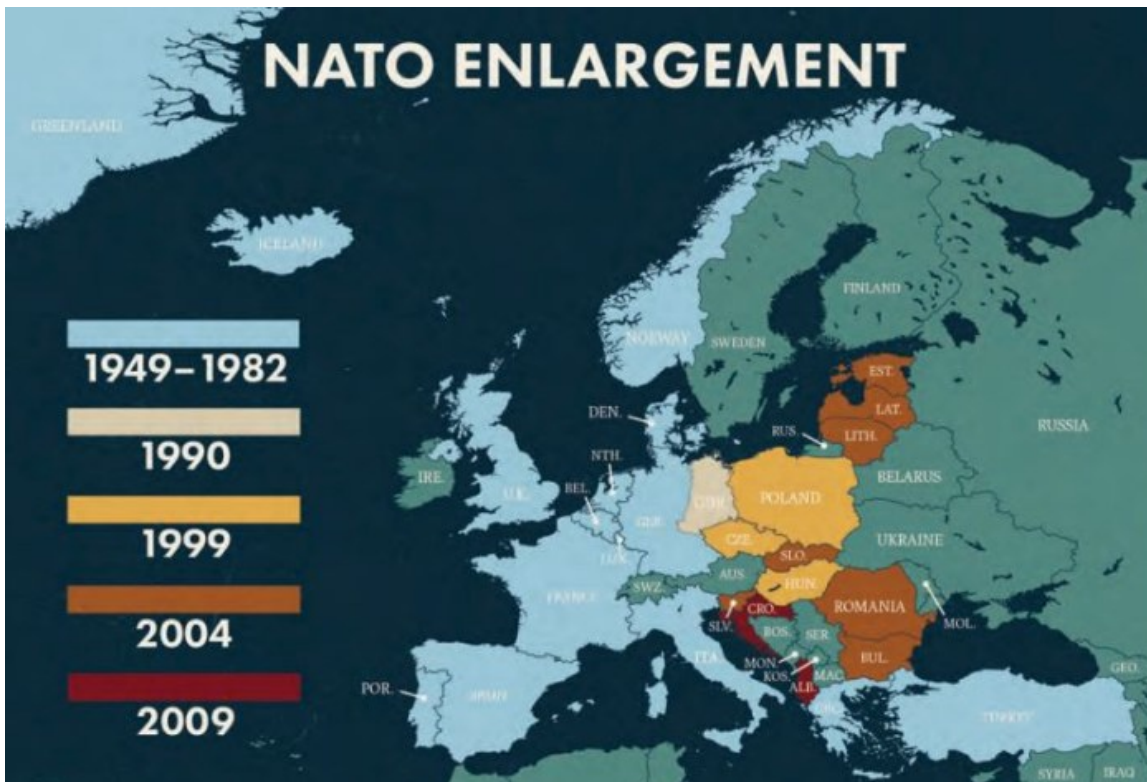 NATO ENLARGEMENT
GREENLAND
ICELAND
1949–1982
1990
1999
2004
2009
NORWAY
SWEDEN
FINLAND
RUSSIA
EST.
LAT.
LITH.
RUS.
BELARUS
DEN.
NTH.
BEL.
LUX.
IRE.
U.K.
GER.
GDR
POLAND
UKRAINE
CZE.
SLO.
AUS.
SWZ.
HUN.
FRANCE
ROMANIA
MOL.
SLV.
CRO.
BOS.
SER.
MON.
KOS.
MAC.
ALB.
BUL.
ITA.
POR.
SPAIN
GRC.
TURKEY
GEO.
SYRIA
IRAQ